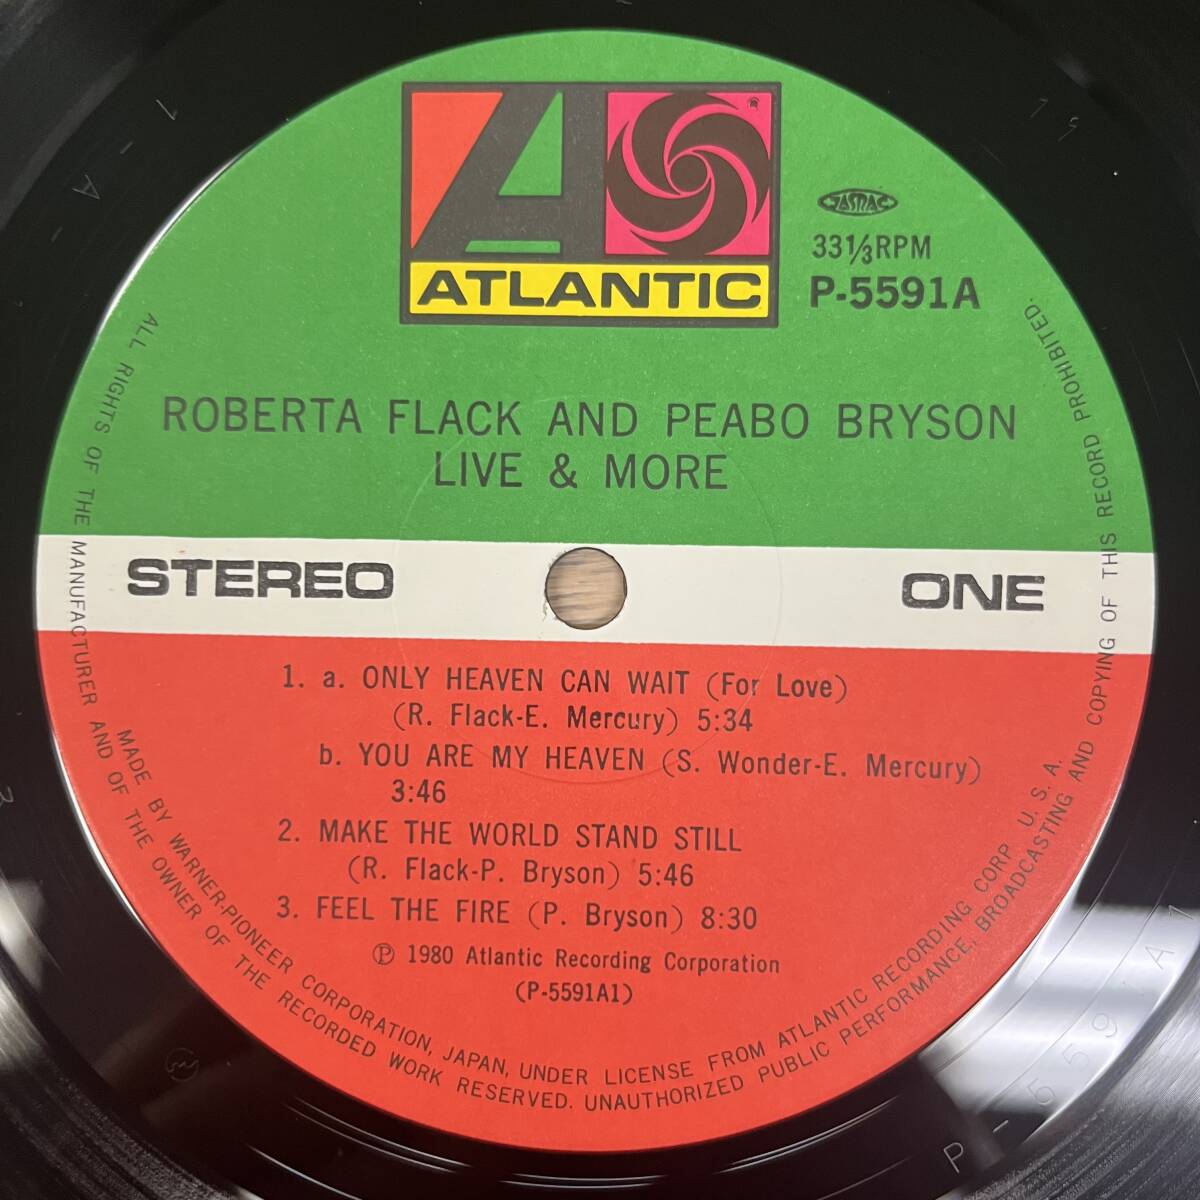 ATLANTIC
JASRAC
33⅓RPM
P-5591A
ROBERTA FLACK AND PEABO BRYSON
LIVE & MORE
STEREO
ONE
1. a. ONLY HEAVEN CAN WAIT (For Love)
(R. Flack-E. Mercury) 5:34
b. YOU ARE MY HEAVEN (S. Wonder-E. Mercury)
3:46
2. MAKE THE WORLD STAND STILL
(R. Flack-P. Bryson) 5:46
3. FEEL THE FIRE (P. Bryson) 8:30
Ⓟ 1980 Atlantic Recording Corporation
(P-5591A1)
MADE BY WARNER-PIONEER CORPORATION, JAPAN, UNDER LICENSE FROM ATLANTIC RECORDING CORP. U. S. A.
ALL RIGHTS OF THE MANUFACTURER AND OF THE OWNER OF THE RECORDED WORK RESERVED. UNAUTHORIZED PUBLIC PERFORMANCE, BROADCASTING AND COPYING OF THIS RECORD PROHIBITED.